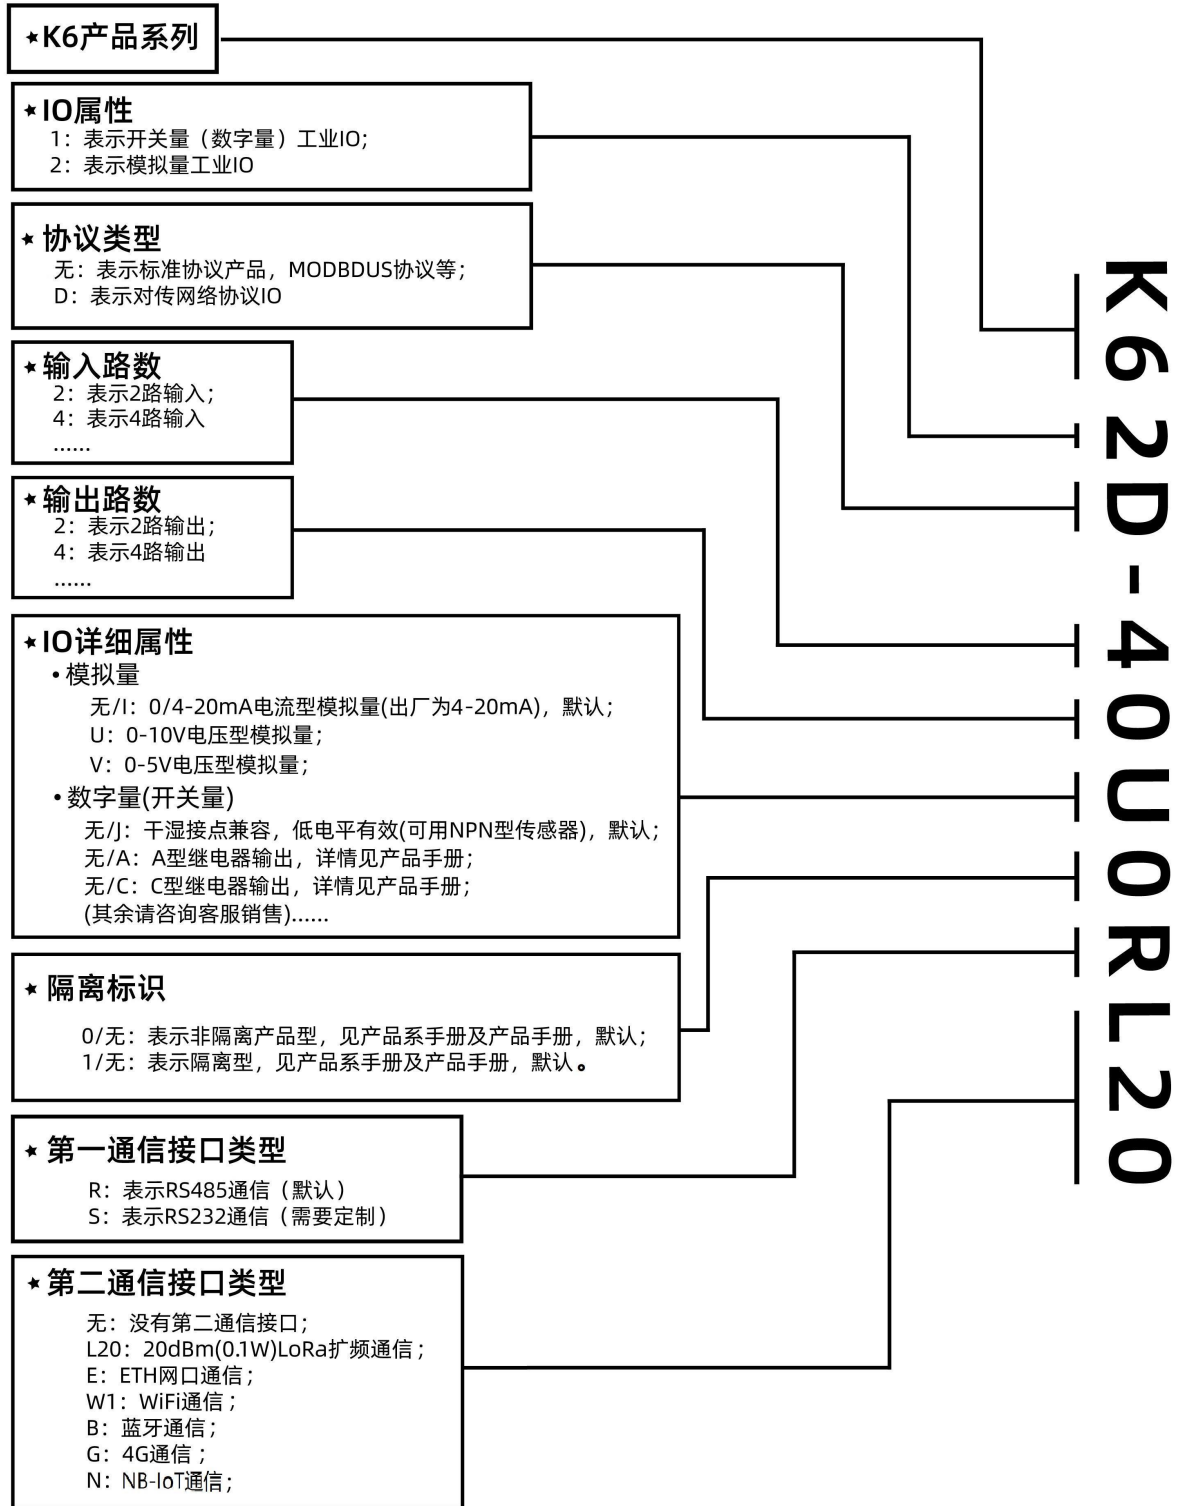 ★K6产品系列
★IO属性
1：表示开关量（数字量）工业IO；
2：表示模拟量工业IO
★协议类型
无：表示标准协议产品，MODBDUS协议等；
D：表示对传网络协议IO
★输入路数
2：表示2路输入；
4：表示4路输入
......
★输出路数
2：表示2路输出；
4：表示4路输出
......
★IO详细属性
•模拟量
无/I：0/4-20mA电流型模拟量(出厂为4-20mA)，默认；
U：0-10V电压型模拟量；
V：0-5V电压型模拟量；
•数字量(开关量)
无/J：干湿接点兼容，低电平有效(可用NPN型传感器)，默认；
无/A：A型继电器输出，详情见产品手册；
无/C：C型继电器输出，详情见产品手册；
(其余请咨询客服销售)......
★隔离标识
0/无：表示非隔离产品型，见产品系手册及产品手册，默认；
1/无：表示隔离型，见产品系手册及产品手册，默认。
★第一通信接口类型
R：表示RS485通信（默认）
S：表示RS232通信（需要定制）
★第二通信接口类型
无：没有第二通信接口；
L20：20dBm(0.1W)LoRa扩频通信；
E：ETH网口通信；
W1：WiFi通信；
B：蓝牙通信；
G：4G通信；
N：NB-IoT通信；
K62D-40U0RL20